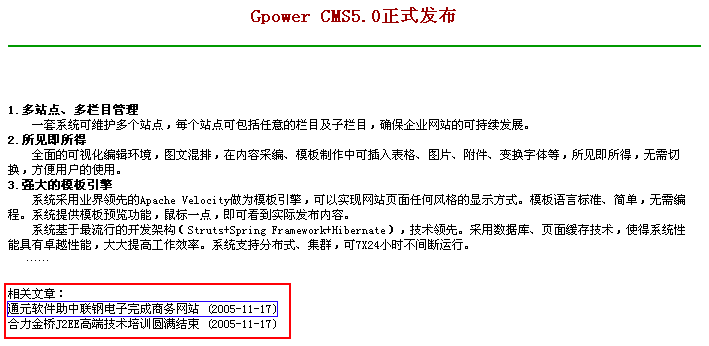 Gpower CMS5.0正式发布
1.多站点、多栏目管理
一套系统可维护多个站点，每个站点可包括任意的栏目及子栏目，确保企业网站的可持续发展。
2.所见即所得
全面的可视化编辑环境，图文混排，在内容采编、模板制作中可插入表格、图片、附件、变换字体等，所见即所得，无需切
换，方便用户的使用。
3.强大的模板引擎
系统采用业界领先的Apache Velocity做为模板引擎，可以实现网站页面任何风格的显示方式。模板语言标准、简单，无需编
程。系统提供模板预览功能，鼠标一点，即可看到实际发布内容。
系统基于最流行的开发架构（Struts+Spring Framework+Hibernate），技术领先。采用数据库、页面缓存技术，使得系统性
能具有卓越性能，大大提高工作效率。系统支持分布式、集群，可7X24小时不间断运行。
……
相关文章：
通元软件助中联钢电子完成商务网站 (2005-11-17)
合力金桥J2EE高端技术培训圆满结束 (2005-11-17)